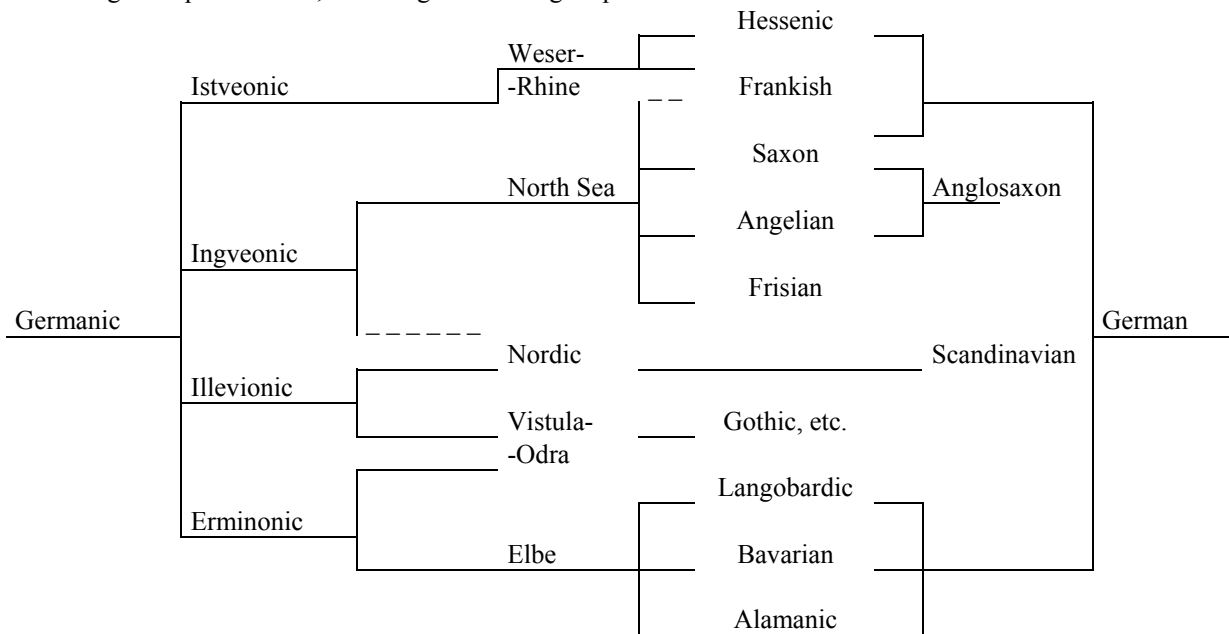 Hessenic
Weser-
Istveonic
-Rhine
Frankish
Saxon
North Sea
Anglosaxon
Angelian
Ingveonic
Frisian
Germanic
German
Nordic
Scandinavian
Illevionic
Vistula-
Gothic, etc.
-Odra
Langobardic
Erminonic
Elbe
Bavarian
Alamanic